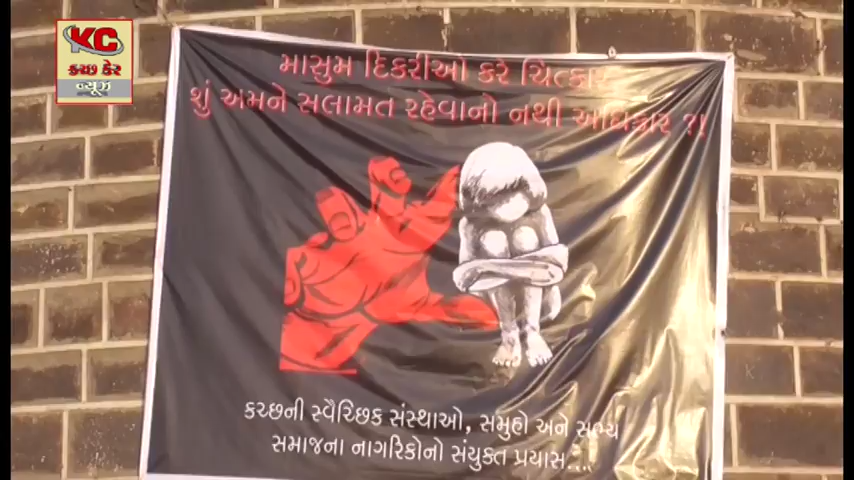 KC
કચ્છ કેર
ન્યૂઝ
માસુમ દિકરીઓ કરે ચિત્કાર
શું અમને સલામત રહેવાનો નથી અધિકાર ?!
કચ્છની સ્વૈચ્છિક સંસ્થાઓ, સમુહો અને સભ્ય
સમાજના નાગરિકોનો સંયુક્ત પ્રયાસ....